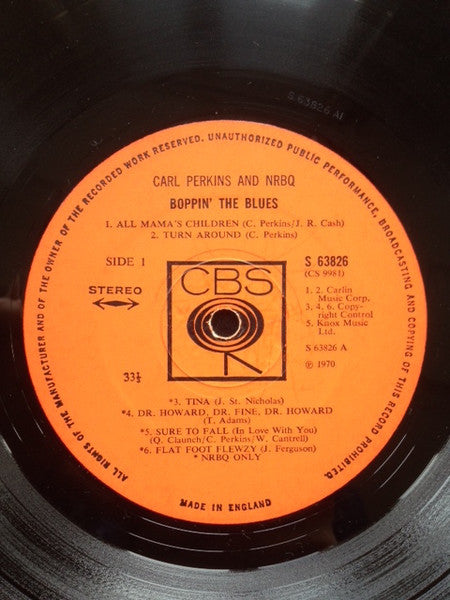 S 63826 A1
ALL RIGHTS OF THE MANUFACTURER AND OF THE OWNER OF THE RECORDED WORK RESERVED. UNAUTHORIZED PUBLIC PERFORMANCE, BROADCASTING AND COPYING OF THIS RECORD PROHIBITED.
CARL PERKINS AND NRBQ
BOPPIN' THE BLUES
1. ALL MAMA'S CHILDREN (C. Perkins/J. R. Cash)
2. TURN AROUND (C. Perkins)
SIDE 1
STEREO
33⅓
CBS
S 63826
(CS 9981)
1. 2. Carlin
Music Corp.
3. 4. 6. Copy-
right Control
5. Knox Music
Ltd.
S 63826 A
℗ 1970
*3. TINA (J. St. Nicholas)
*4. DR. HOWARD, DR. FINE, DR. HOWARD
(T. Adams)
*5. SURE TO FALL (In Love With You)
(Q. Claunch/C. Perkins/W. Cantrell)
*6. FLAT FOOT FLEWZY (J. Ferguson)
* NRBQ ONLY
MADE IN ENGLAND